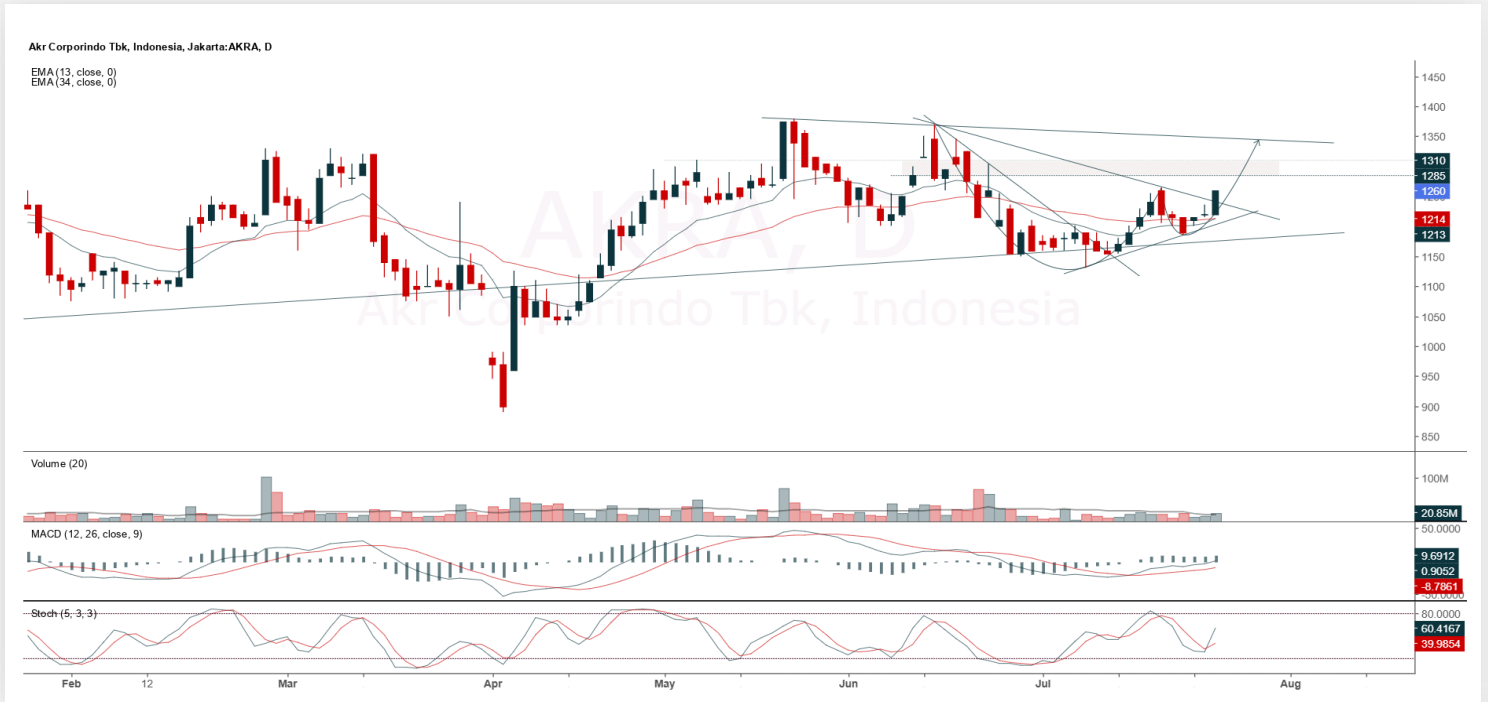 Akr Corporindo Tbk, Indonesia, Jakarta:AKRA, D
EMA (13, close, 0)
EMA (34, close, 0)
AKRA, D
Akr Corporindo Tbk, Indonesia
1450
1400
1350
1310
1285
1260
1214
1213
1150
1100
1050
1000
950
900
850
Volume (20)
100M
20.85M
MACD (12, 26, close, 9)
50.0000
9.6912
0.9052
-8.7861
-50.0000
Stoch (5, 3, 3)
80.0000
60.4167
39.9854
Feb 12 Mar Apr May Jun Jul Aug